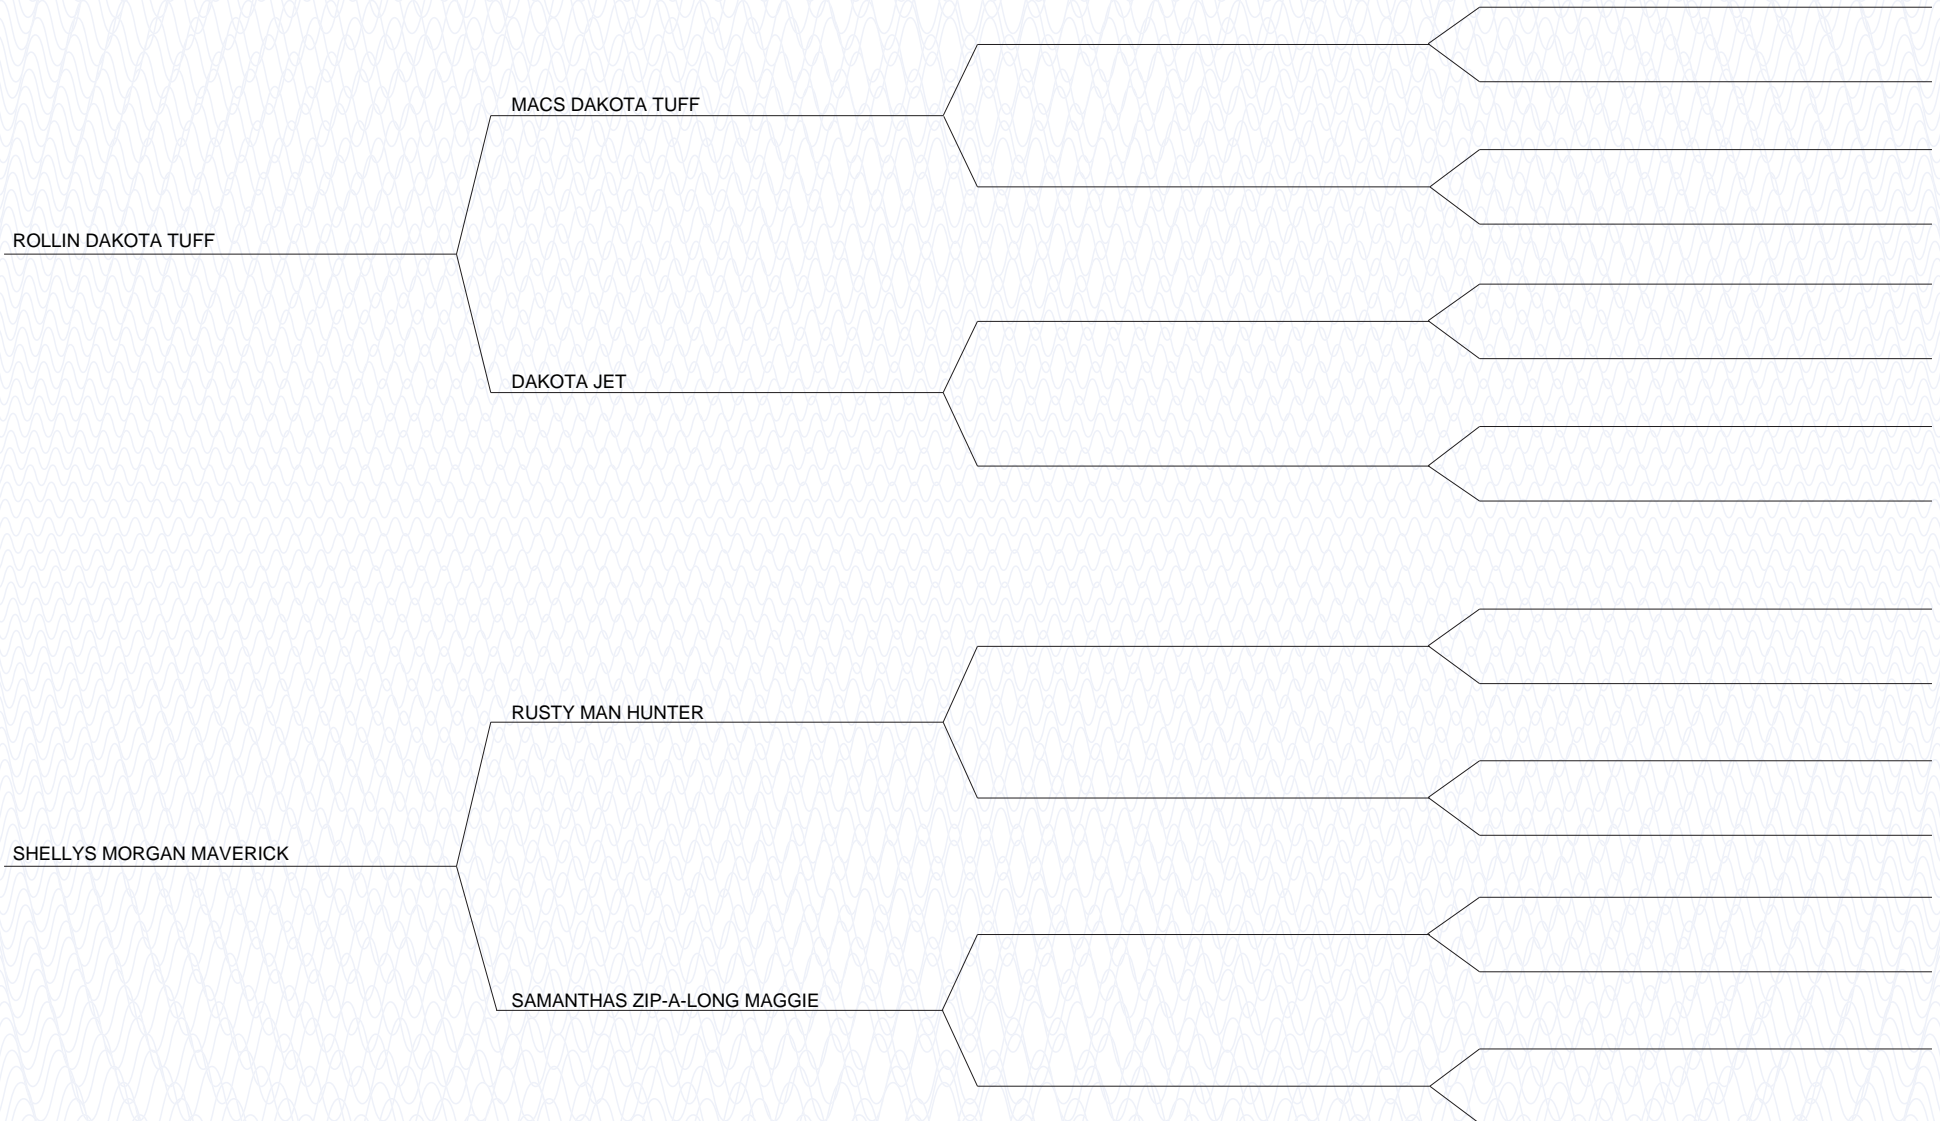 MACS DAKOTA TUFF
ROLLIN DAKOTA TUFF
DAKOTA JET
RUSTY MAN HUNTER
SHELLYS MORGAN MAVERICK
SAMANTHAS ZIP-A-LONG MAGGIE